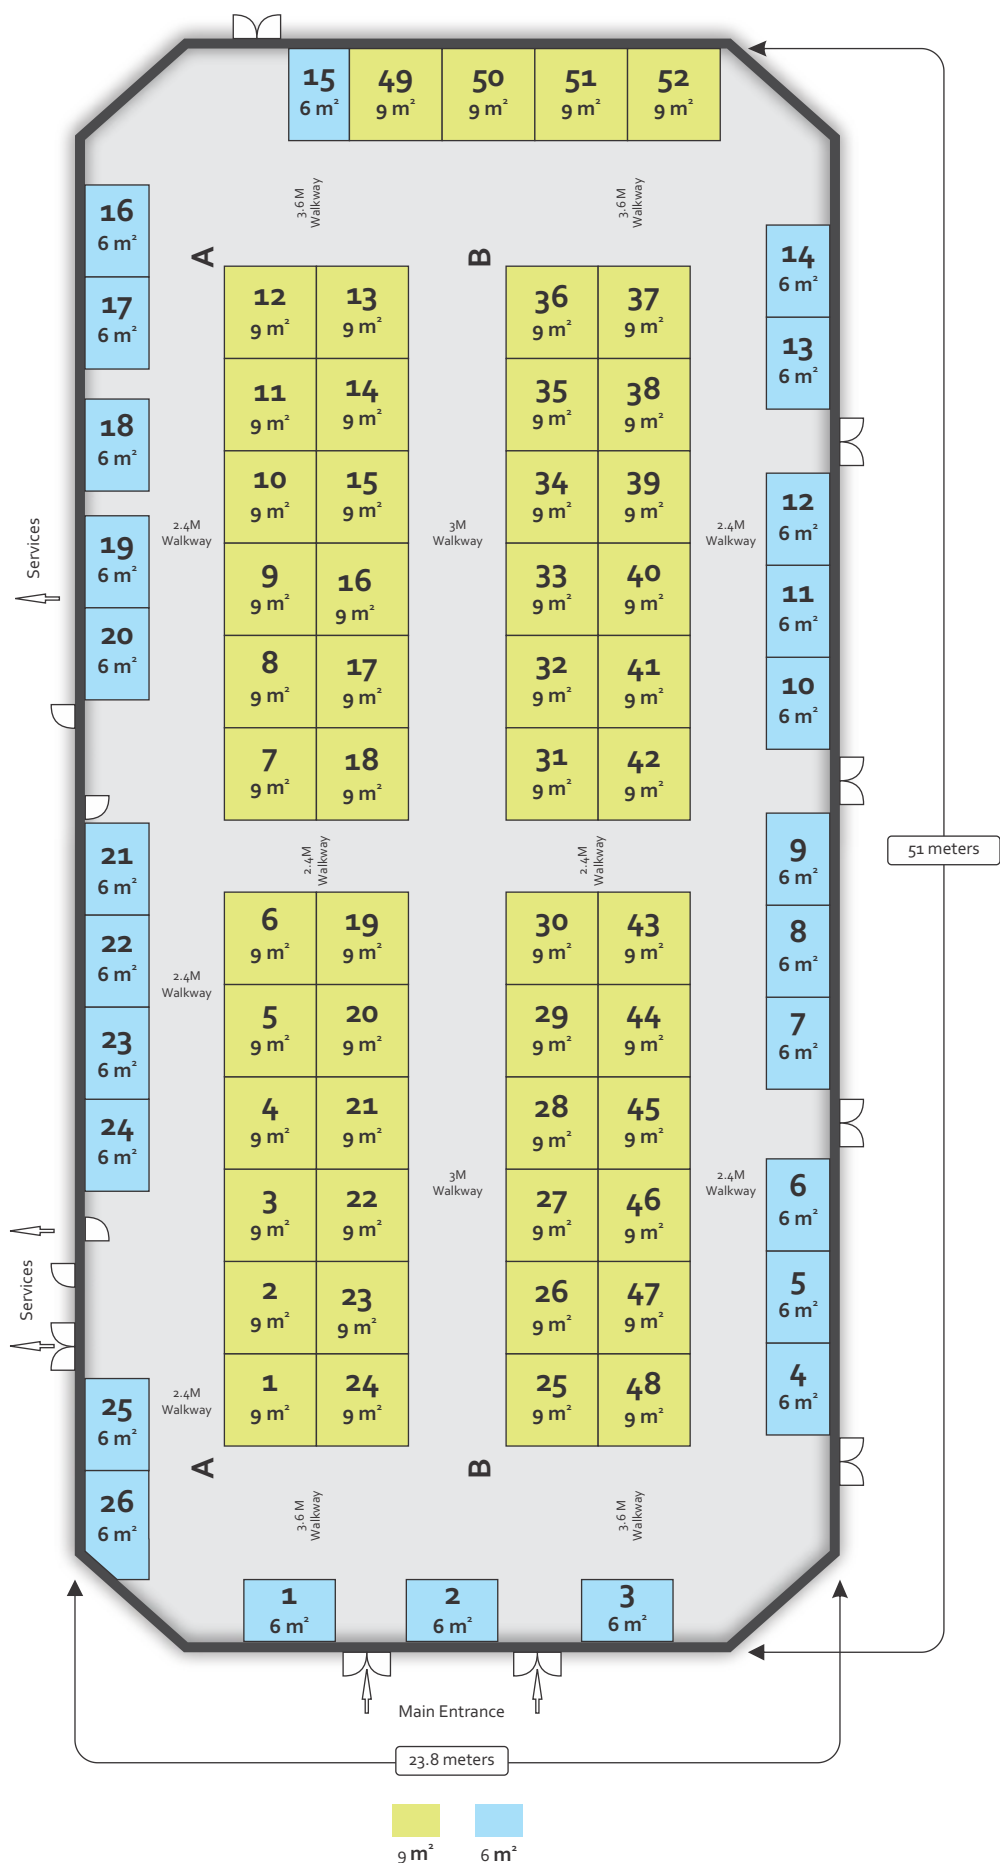 15
6 m²
49
9 m²
50
9 m²
51
9 m²
52
9 m²
3.6 M
Walkway
3.6 M
Walkway
16
6 m²
17
6 m²
18
6 m²
19
6 m²
20
6 m²
Services
A
B
2.4M
Walkway
12
9 m²
13
9 m²
11
9 m²
14
9 m²
10
9 m²
15
9 m²
9
9 m²
16
9 m²
8
9 m²
17
9 m²
7
9 m²
18
9 m²
3M
Walkway
36
9 m²
37
9 m²
35
9 m²
38
9 m²
34
9 m²
39
9 m²
33
9 m²
40
9 m²
32
9 m²
41
9 m²
31
9 m²
42
9 m²
2.4M
Walkway
14
6 m²
13
6 m²
12
6 m²
11
6 m²
10
6 m²
2.4M
Walkway
2.4M
Walkway
51 meters
21
6 m²
22
6 m²
23
6 m²
24
6 m²
2.4M
Walkway
6
9 m²
19
9 m²
5
9 m²
20
9 m²
4
9 m²
21
9 m²
3
9 m²
22
9 m²
2
9 m²
23
9 m²
1
9 m²
24
9 m²
3M
Walkway
30
9 m²
43
9 m²
29
9 m²
44
9 m²
28
9 m²
45
9 m²
27
9 m²
46
9 m²
26
9 m²
47
9 m²
25
9 m²
48
9 m²
2.4M
Walkway
9
6 m²
8
6 m²
7
6 m²
6
6 m²
5
6 m²
4
6 m²
Services
25
6 m²
26
6 m²
2.4M
Walkway
A
B
3.6 M
Walkway
3.6 M
Walkway
1
6 m²
2
6 m²
3
6 m²
Main Entrance
23.8 meters
9 m²
6 m²